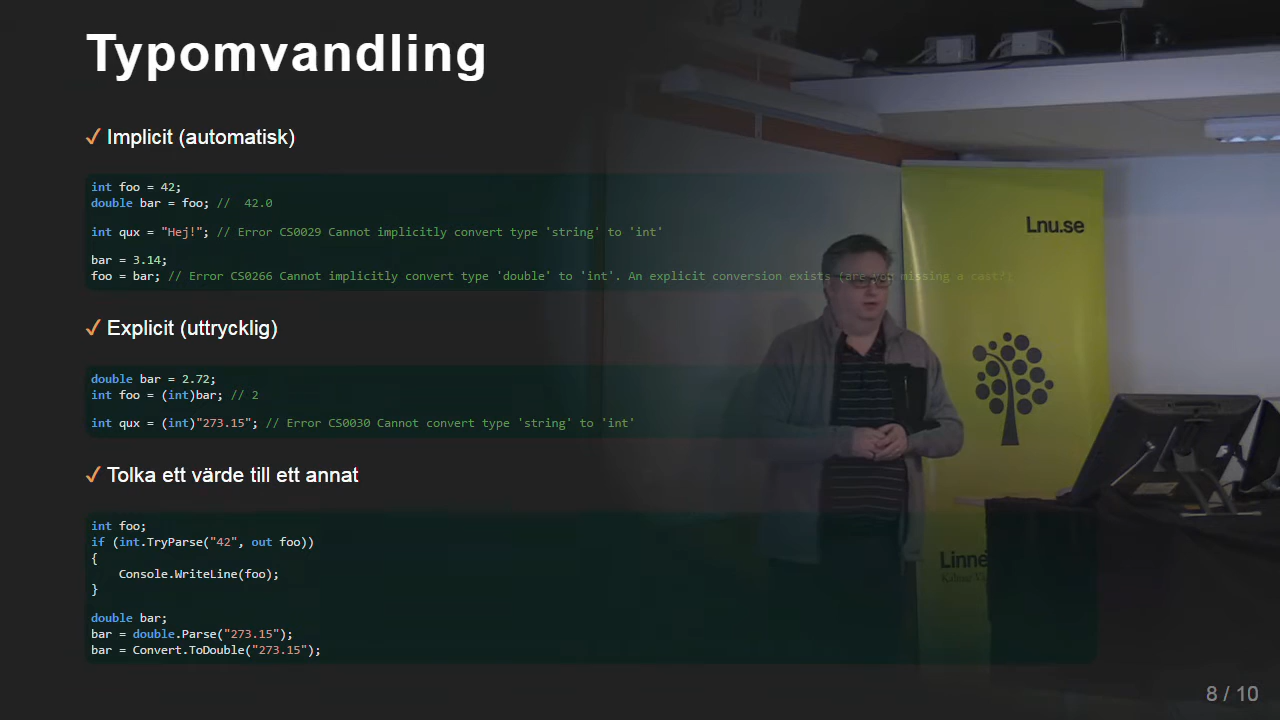 Typomvandling
✓ Implicit (automatisk)
int foo = 42;
double bar = foo; //  42.0
int qux = "Hej!"; // Error CS0029 Cannot implicitly convert type 'string' to 'int'
bar = 3.14;
foo = bar; // Error CS0266 Cannot implicitly convert type 'double' to 'int'. An explicit conversion exists (are you missing a cast?)
✓ Explicit (uttrycklig)
double bar = 2.72;
int foo = (int)bar; // 2
int qux = (int)"273.15"; // Error CS0030 Cannot convert type 'string' to 'int'
✓ Tolka ett värde till ett annat
int foo;
if (int.TryParse("42", out foo))
{
    Console.WriteLine(foo);
}
double bar;
bar = double.Parse("273.15");
bar = Convert.ToDouble("273.15");
Lnu.se
8 / 10